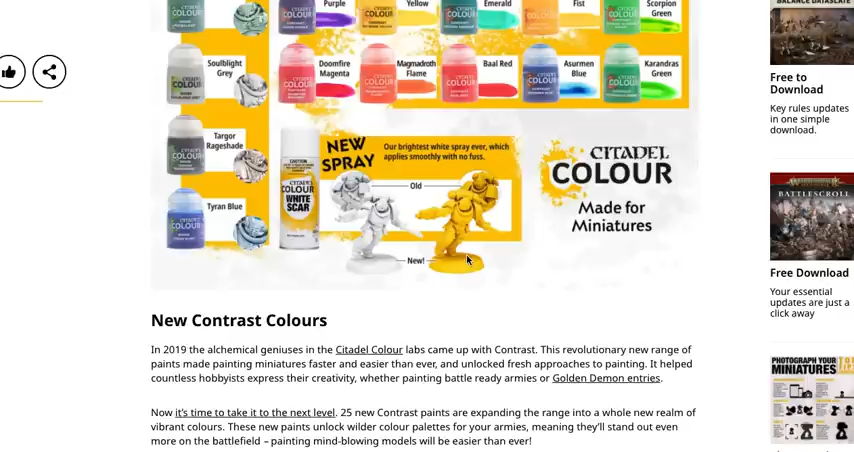 Purple
Yellow
Emerald
Fist
Scorpion
Green
COLOUR
Soulblight
Grey
Doomfire
Magenta
Magmadroth
Flame
Baal Red
Asurmen
Blue
Karandras
Green
Targor
Rageshade
Tyran Blue
NEW
SPRAY
Our brightest white spray ever, which
applies smoothly with no fuss.
CITADEL
COLOUR
WHITE
SCAR
Old
New!
CITADEL
COLOUR
Made for
Miniatures
New Contrast Colours
In 2019 the alchemical geniuses in the Citadel Colour labs came up with Contrast. This revolutionary new range of
paints made painting miniatures faster and easier than ever, and unlocked fresh approaches to painting. It helped
countless hobbyists express their creativity, whether painting battle ready armies or Golden Demon entries.
Now it's time to take it to the next level. 25 new Contrast paints are expanding the range into a whole new realm of
vibrant colours. These new paints unlock wilder colour palettes for your armies, meaning they'll stand out even
more on the battlefield – painting mind-blowing models will be easier than ever!
BALANCE DATASLATE
Free to
Download
Key rules updates
in one simple
download.
BATTLESCROLL
Free Download
Your essential
updates are just a
click away
PHOTOGRAPH YOUR
MINIATURES